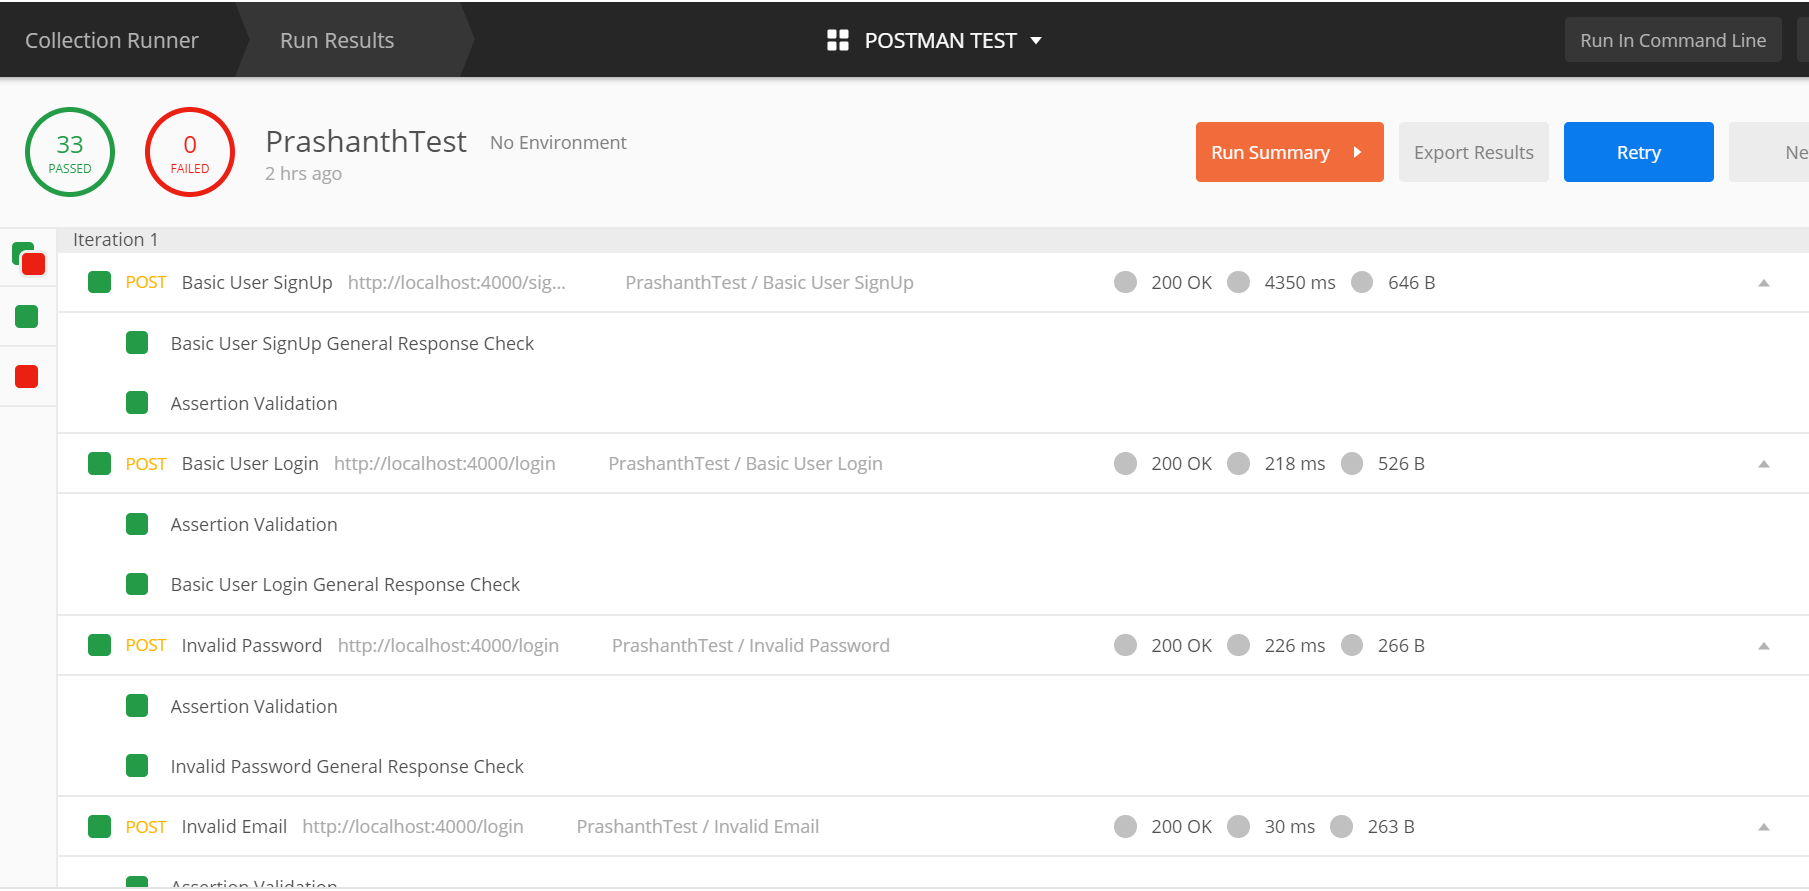 Collection Runner Run Results POSTMAN TEST Run In Command Line
33 PASSED
0 FAILED
PrashanthTest No Environment
2 hrs ago
Run Summary Export Results Retry Ne
Iteration 1
POST Basic User SignUp http://localhost:4000/sig... PrashanthTest / Basic User SignUp 200 OK 4350 ms 646 B
Basic User SignUp General Response Check
Assertion Validation
POST Basic User Login http://localhost:4000/login PrashanthTest / Basic User Login 200 OK 218 ms 526 B
Assertion Validation
Basic User Login General Response Check
POST Invalid Password http://localhost:4000/login PrashanthTest / Invalid Password 200 OK 226 ms 266 B
Assertion Validation
Invalid Password General Response Check
POST Invalid Email http://localhost:4000/login PrashanthTest / Invalid Email 200 OK 30 ms 263 B
Assertion Validation